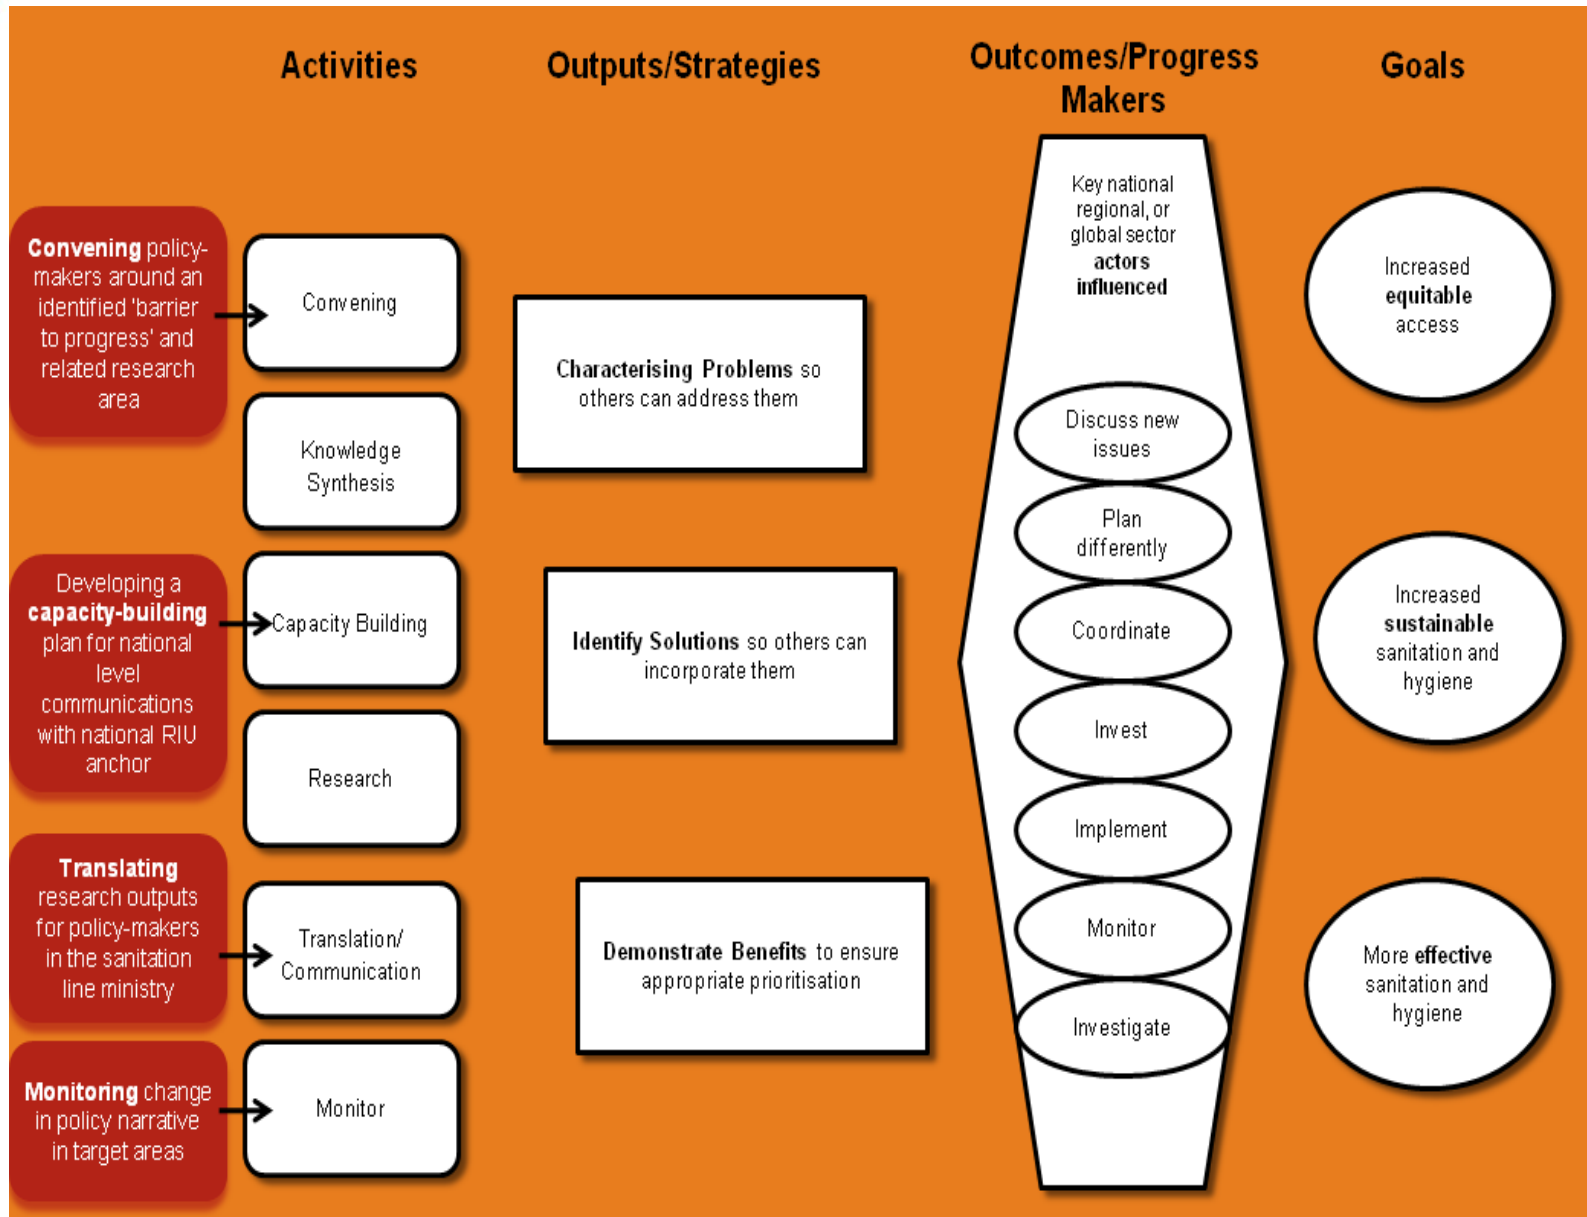 Activities
Outputs/Strategies
Outcomes/Progress
Makers
Goals
Convening policy-
makers around an
identified 'barrier
to progress' and
related research
area
Developing a
capacity-building
plan for national
level
communications
with national RIU
anchor
Translating
research outputs
for policy-makers
in the sanitation
line ministry
Monitoring change
in policy narrative
in target areas
Convening
Knowledge
Synthesis
Capacity Building
Research
Translation/
Communication
Monitor
Characterising Problems so
others can address them
Identify Solutions so others can
incorporate them
Demonstrate Benefits to ensure
appropriate prioritisation
Key national
regional, or
global sector
actors
influenced
Discuss new
issues
Plan
differently
Coordinate
Invest
Implement
Monitor
Investigate
Increased
equitable
access
Increased
sustainable
sanitation and
hygiene
More effective
sanitation and
hygiene